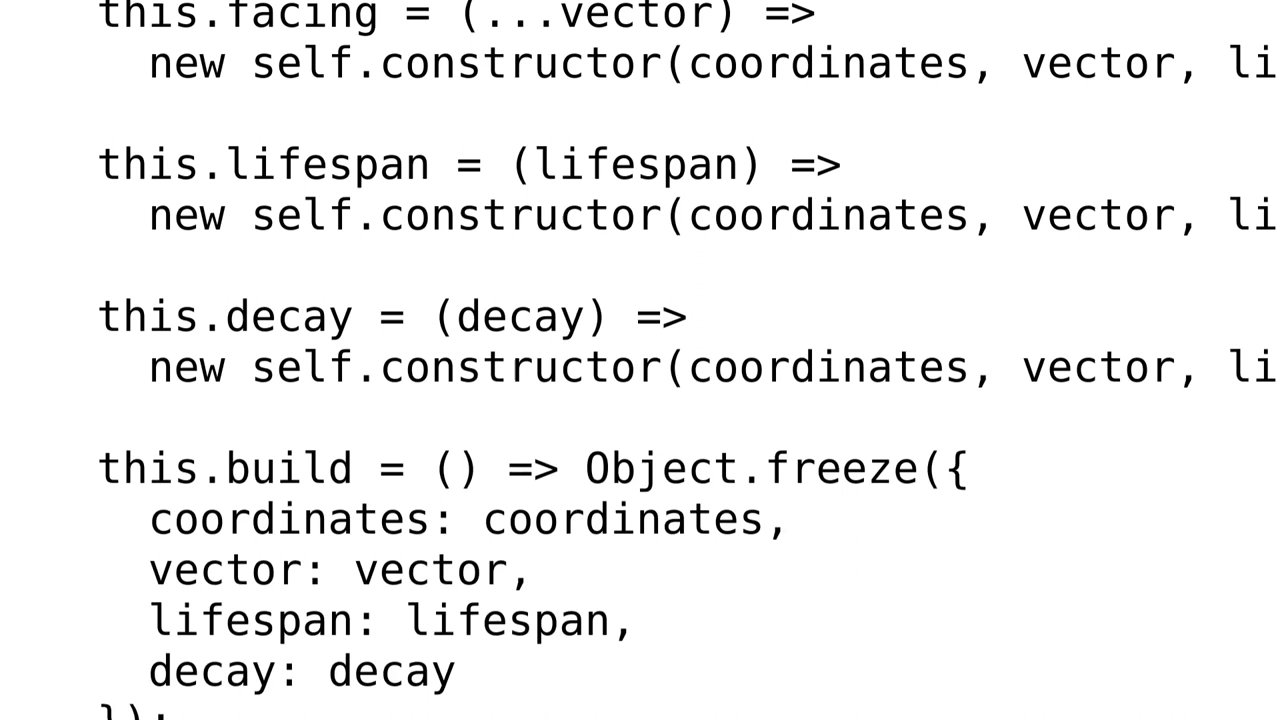 this.facing = (...vector) =>
new self.constructor(coordinates, vector, li
this.lifespan = (lifespan) =>
new self.constructor(coordinates, vector, li
this.decay = (decay) =>
new self.constructor(coordinates, vector, li
this.build = () => Object.freeze({
coordinates: coordinates,
vector: vector,
lifespan: lifespan,
decay: decay
});